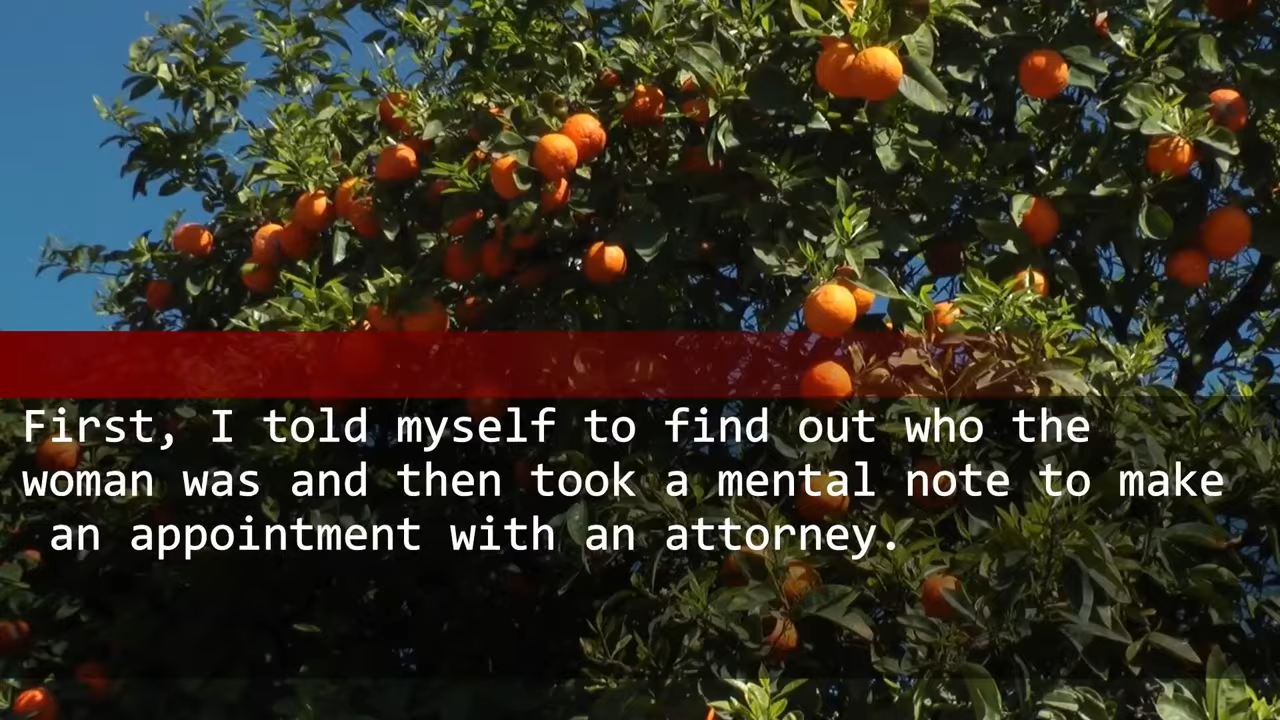 First, I told myself to find out who the
woman was and then took a mental note to make
an appointment with an attorney.